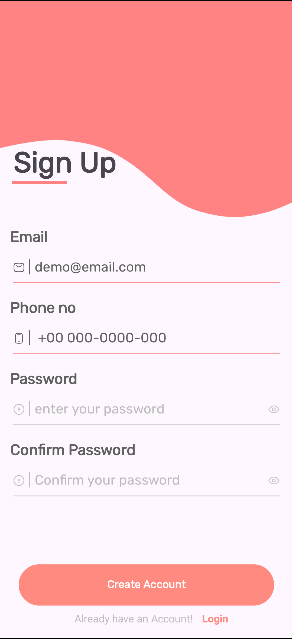 Sign Up
Email
demo@email.com
Phone no
+00 000-0000-000
Password
enter your password
Confirm Password
Confirm your password
Create Account
Already have an Account! Login